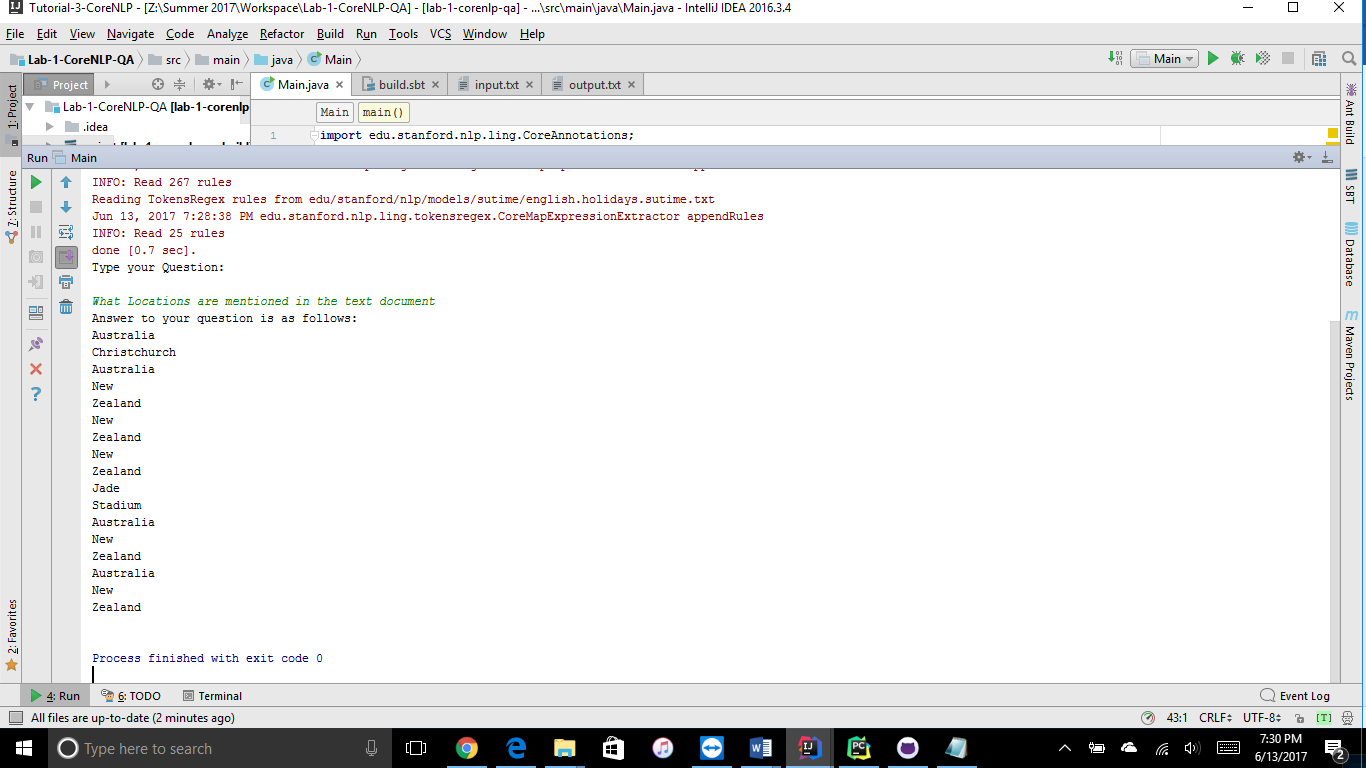 Tutorial-3-CoreNLP - [Z:\Summer 2017\Workspace\Lab-1-CoreNLP-QA] - [lab-1-corenlp-qa] - ...\src\main\java\Main.java - IntelliJ IDEA 2016.3.4
File Edit View Navigate Code Analyze Refactor Build Run Tools VCS Window Help
Lab-1-CoreNLP-QA src main java Main
Main
Project
Main.java build.sbt input.txt output.txt
1: Project
Lab-1-CoreNLP-QA [lab-1-corenlp
.idea
Main main()
1 import edu.stanford.nlp.ling.CoreAnnotations;
Ant Build
Run Main
INFO: Read 267 rules
Reading TokensRegex rules from edu/stanford/nlp/models/sutime/english.holidays.sutime.txt
Jun 13, 2017 7:28:38 PM edu.stanford.nlp.ling.tokensregex.CoreMapExpressionExtractor appendRules
INFO: Read 25 rules
done [0.7 sec].
Type your Question:
What Locations are mentioned in the text document
Answer to your question is as follows:
Australia
Christchurch
Australia
New
Zealand
New
Zealand
New
Zealand
Jade
Stadium
Australia
New
Zealand
Australia
New
Zealand
Process finished with exit code 0
7: Structure
2: Favorites
SBT
Database
m
Maven Projects
4: Run 6: TODO Terminal Event Log
All files are up-to-date (2 minutes ago) 43:1 CRLF UTF-8 [T]
Type here to search
7:30 PM
6/13/2017
2